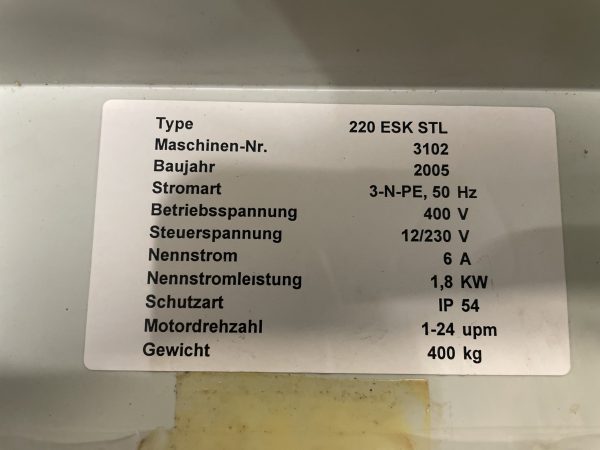 Type 220 ESK STL
Maschinen-Nr. 3102
Baujahr 2005
Stromart 3-N-PE, 50 Hz
Betriebsspannung 400 V
Steuerspannung 12/230 V
Nennstrom 6 A
Nennstromleistung 1,8 KW
Schutzart IP 54
Motordrehzahl 1-24 upm
Gewicht 400 kg